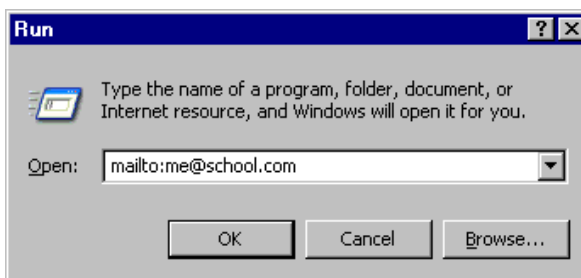 Run
Type the name of a program, folder, document, or
Internet resource, and Windows will open it for you.
Open: mailto:me@school.com
OK Cancel Browse...